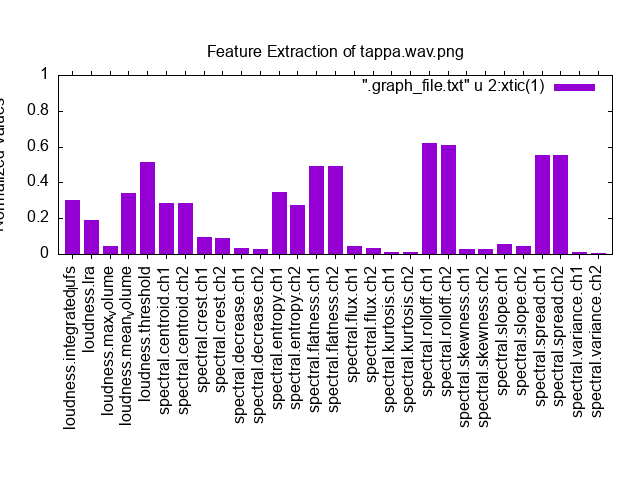 Feature Extraction of tappa.wav.png
".graph_file.txt" u 2:xtic(1)
Normalized Values
1
0.8
0.6
0.4
0.2
0
loudness.integratedlufs
loudness.lra
loudness.maxvolume
loudness.meanvolume
loudness.threshold
spectral.centroid.ch1
spectral.centroid.ch2
spectral.crest.ch1
spectral.crest.ch2
spectral.decrease.ch1
spectral.decrease.ch2
spectral.entropy.ch1
spectral.entropy.ch2
spectral.flatness.ch1
spectral.flatness.ch2
spectral.flux.ch1
spectral.flux.ch2
spectral.kurtosis.ch1
spectral.kurtosis.ch2
spectral.rolloff.ch1
spectral.rolloff.ch2
spectral.skewness.ch1
spectral.skewness.ch2
spectral.slope.ch1
spectral.slope.ch2
spectral.spread.ch1
spectral.spread.ch2
spectral.variance.ch1
spectral.variance.ch2